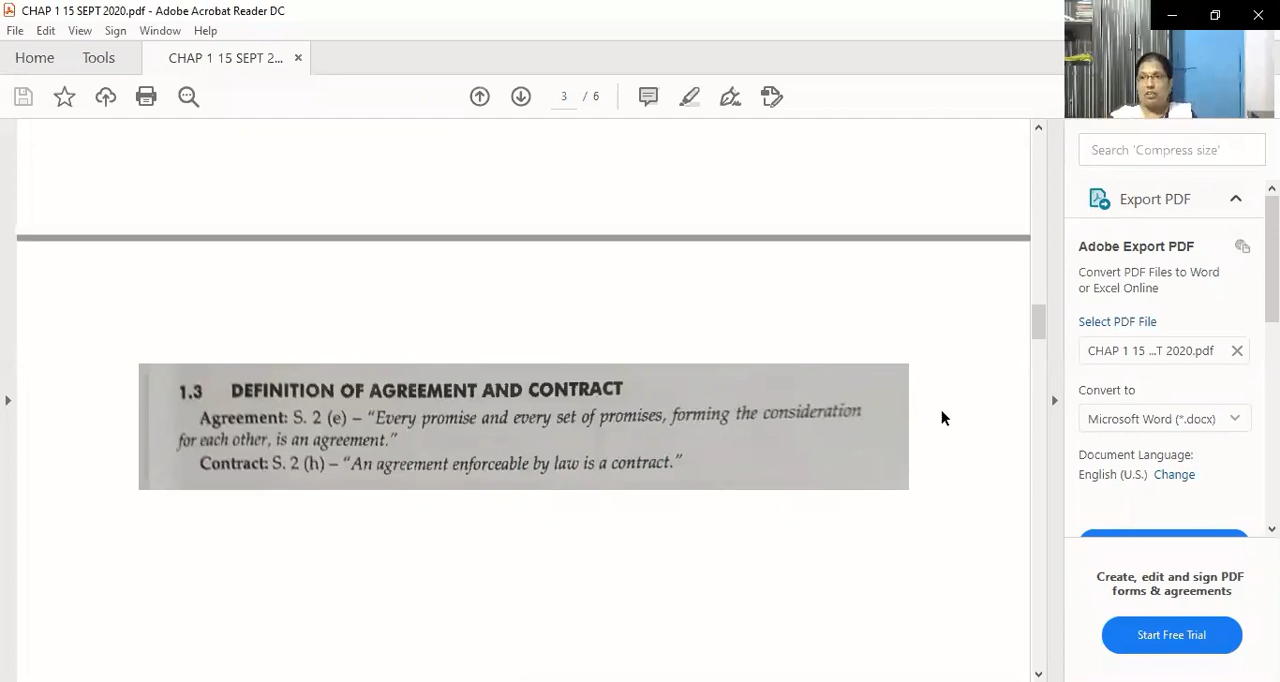 CHAP 1 15 SEPT 2020.pdf - Adobe Acrobat Reader DC
File Edit View Sign Window Help
Home Tools CHAP 1 15 SEPT 2... ×
3 / 6
Search 'Compress size'
Export PDF
Adobe Export PDF
Convert PDF Files to Word
or Excel Online
Select PDF File
CHAP 1 15 ...T 2020.pdf
Convert to
Microsoft Word (*.docx)
Document Language:
English (U.S.) Change
Create, edit and sign PDF
forms & agreements
Start Free Trial
1.3 DEFINITION OF AGREEMENT AND CONTRACT
Agreement: S. 2 (e) – “Every promise and every set of promises, forming the consideration
for each other, is an agreement.”
Contract: S. 2 (h) – “An agreement enforceable by law is a contract.”